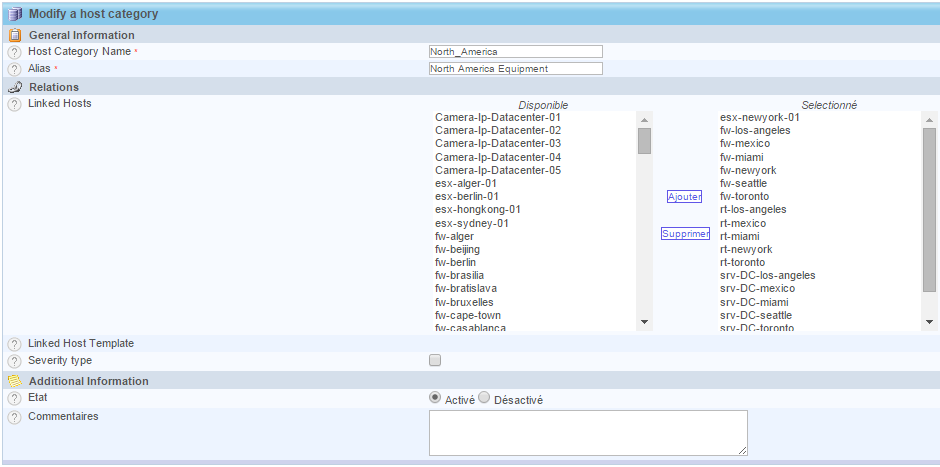 Modify a host category
General Information
? Host Category Name *
North_America
? Alias *
North America Equipment
Relations
? Linked Hosts
Disponible
Camera-Ip-Datacenter-01
Camera-Ip-Datacenter-02
Camera-Ip-Datacenter-03
Camera-Ip-Datacenter-04
Camera-Ip-Datacenter-05
esx-alger-01
esx-berlin-01
esx-hongkong-01
esx-sydney-01
fw-alger
fw-beijing
fw-berlin
fw-brasilia
fw-bratislava
fw-bruxelles
fw-cape-town
fw-casablanca
Ajouter
Supprimer
Selectionné
esx-newyork-01
fw-los-angeles
fw-mexico
fw-miami
fw-newyork
fw-seattle
fw-toronto
rt-los-angeles
rt-mexico
rt-miami
rt-newyork
rt-toronto
srv-DC-los-angeles
srv-DC-mexico
srv-DC-miami
srv-DC-seattle
srv-DC-toronto
? Linked Host Template
? Severity type
Additional Information
? Etat
Activé Désactivé
? Commentaires